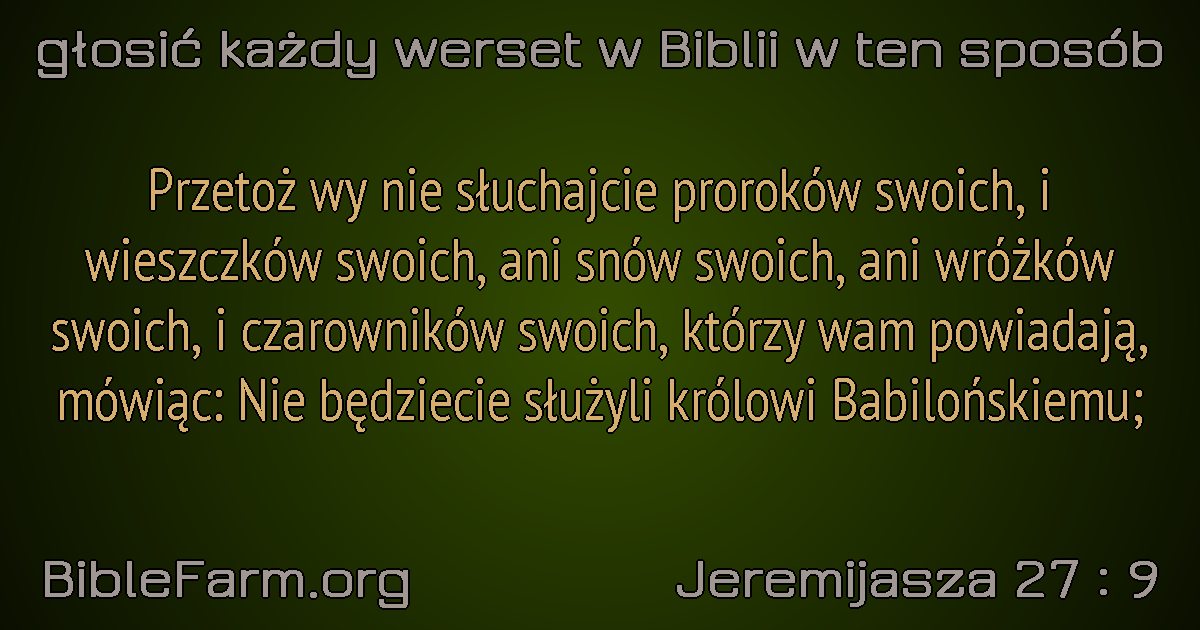 głosić każdy werset w Biblii w ten sposób
Przetoż wy nie słuchajcie proroków swoich, i
wieszczków swoich, ani snów swoich, ani wróżków
swoich, i czarowników swoich, którzy wam powiadają,
mówiąc: Nie będziecie służyli królowi Babilońskiemu;
BibleFarm.org
Jeremijasza 27 : 9